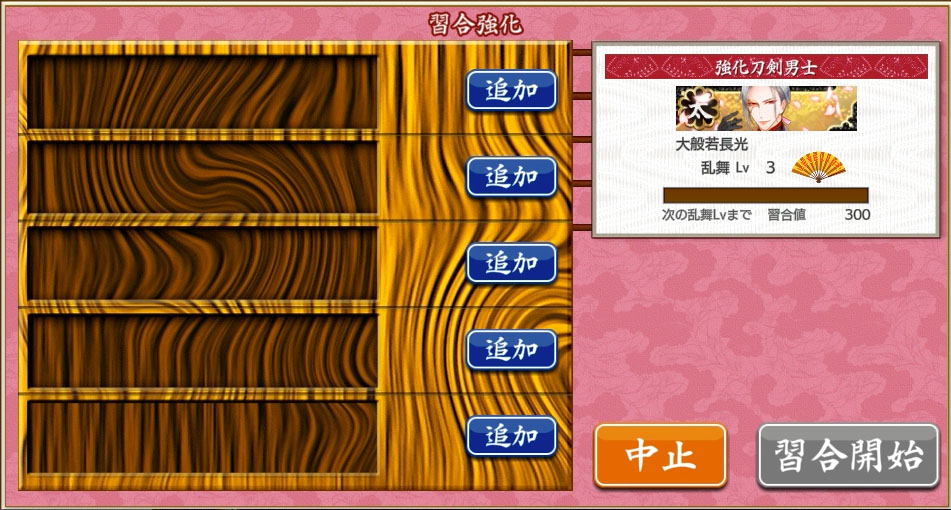 習合強化
追加
追加
追加
追加
追加
強化刀剣男士
太
大般若長光
乱舞 Lv 3
次の乱舞Lvまで 習合値 300
中止
習合開始